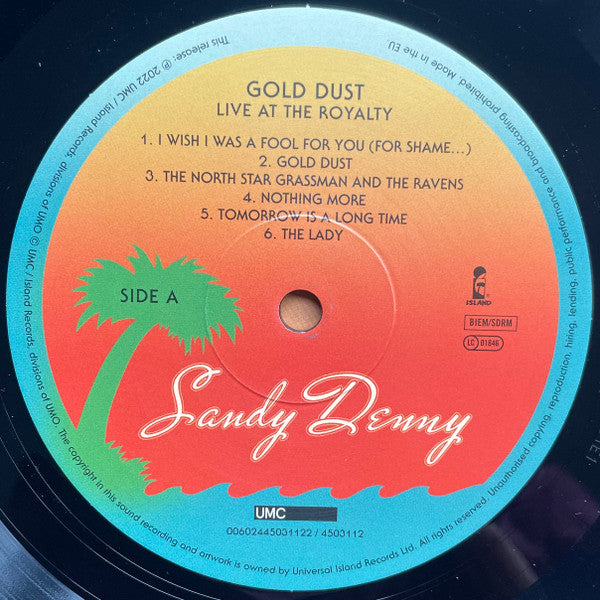 GOLD DUST
LIVE AT THE ROYALTY
1. I WISH I WAS A FOOL FOR YOU (FOR SHAME...)
2. GOLD DUST
3. THE NORTH STAR GRASSMAN AND THE RAVENS
4. NOTHING MORE
5. TOMORROW IS A LONG TIME
6. THE LADY
SIDE A
ISLAND
BIEM/SDRM
LC 01846
Sandy Denny
UMC
00602445031122 / 4503112
This release: ℗ 2022 UMC / Island Records, divisions of UMO © UMC / Island Records, divisions of UMO. The copyright in this sound recording and artwork is owned by Universal Island Records Ltd. All rights reserved. Unauthorised copying, reproduction, hiring, lending, public performance and broadcasting prohibited. Made in the EU